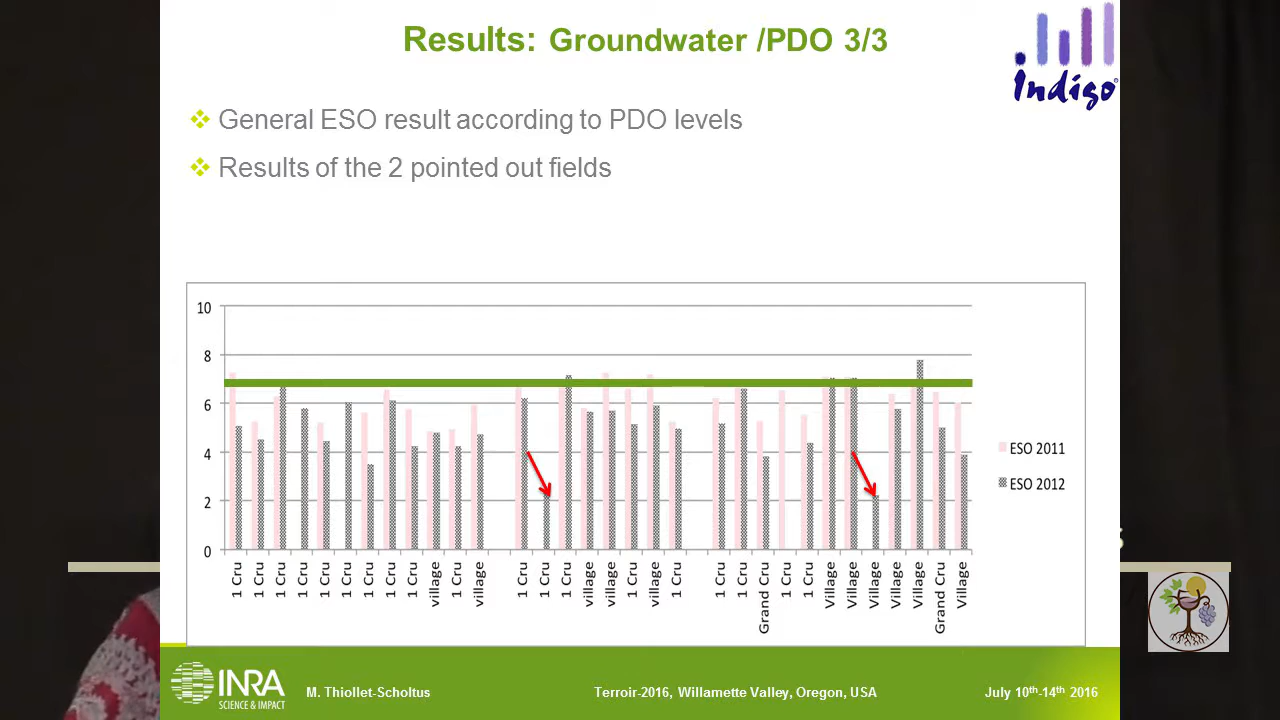 Results: Groundwater /PDO 3/3
Indigo®
General ESO result according to PDO levels
Results of the 2 pointed out fields
10
8
6
4
2
0
1 Cru
1 Cru
1 Cru
1 Cru
1 Cru
1 Cru
1 Cru
1 Cru
1 Cru
village
1 Cru
village
1 Cru
1 Cru
1 Cru
village
village
1 Cru
village
1 Cru
1 Cru
1 Cru
Grand Cru
1 Cru
1 Cru
Village
Village
Village
Village
Village
Grand Cru
Village
ESO 2011
ESO 2012
INRA
SCIENCE & IMPACT
M. Thiollet-Scholtus
Terroir-2016, Willamette Valley, Oregon, USA
July 10th-14th 2016